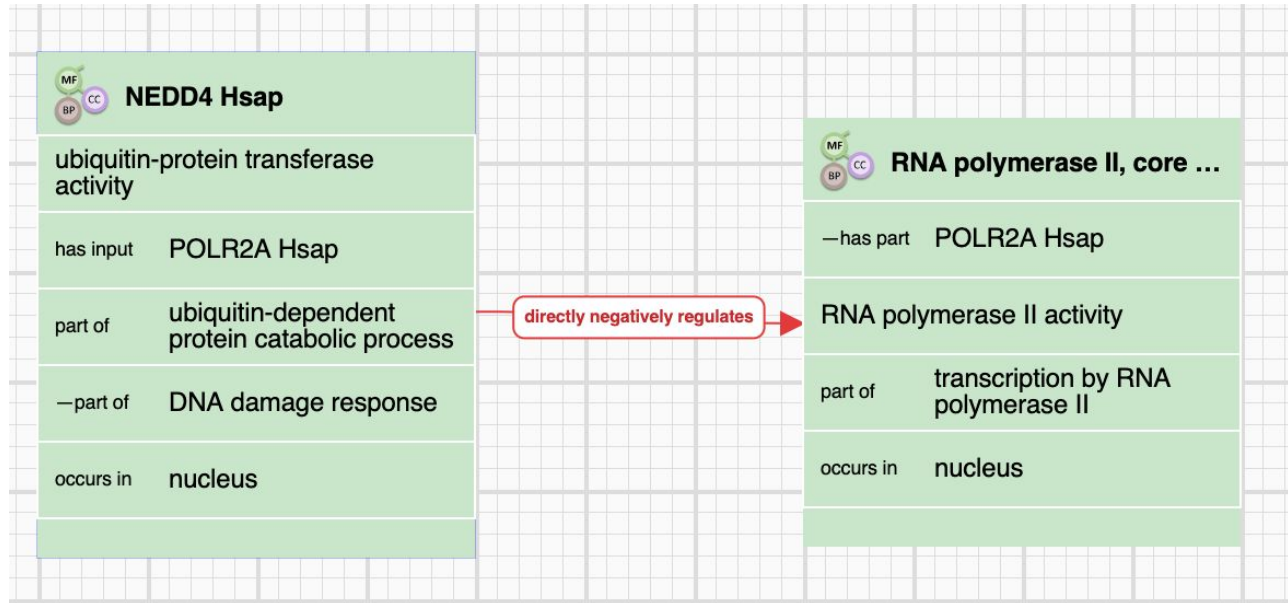 MF
CC
BP
NEDD4 Hsap
ubiquitin-protein transferase
activity
has input POLR2A Hsap
part of ubiquitin-dependent
protein catabolic process
—part of DNA damage response
occurs in nucleus
directly negatively regulates
MF
CC
BP
RNA polymerase II, core ...
—has part POLR2A Hsap
RNA polymerase II activity
part of transcription by RNA
polymerase II
occurs in nucleus